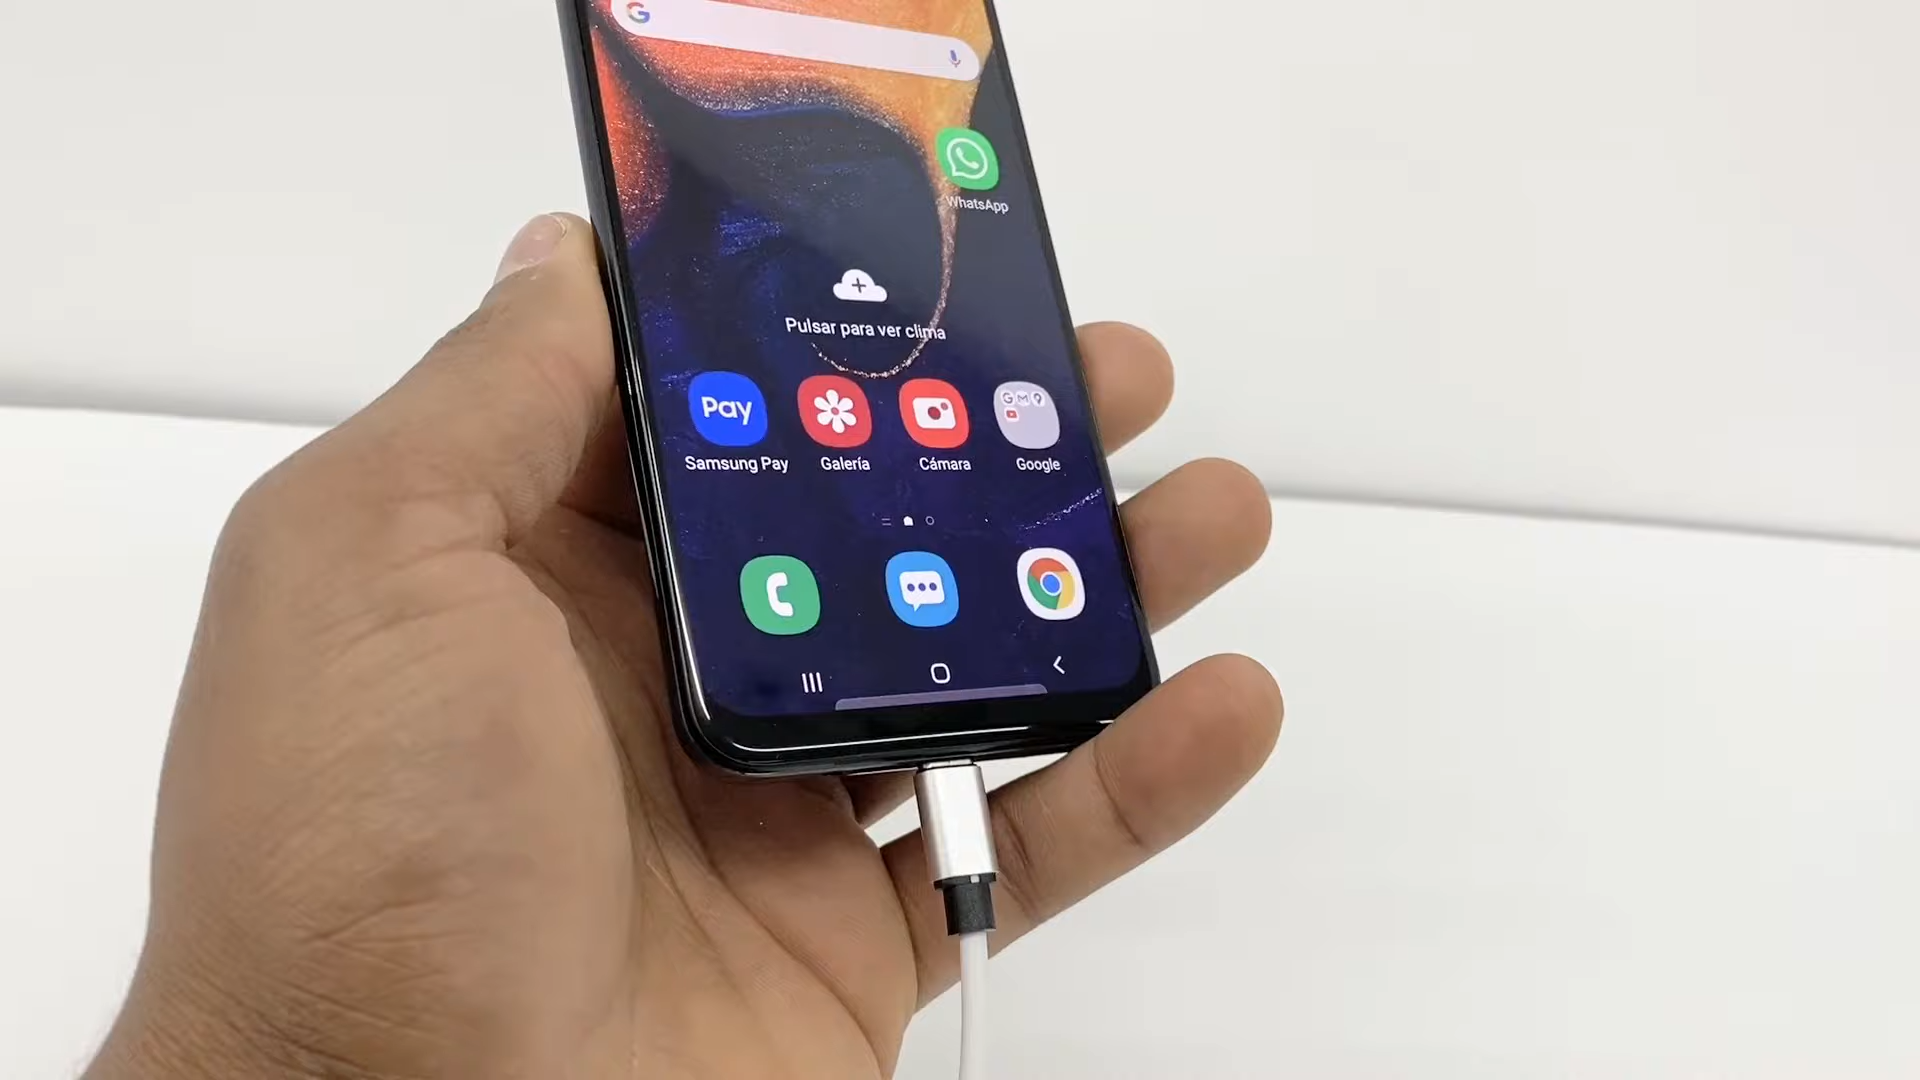 G
WhatsApp
Pulsar para ver clima
Pay
Samsung Pay
Galería
Cámara
Google